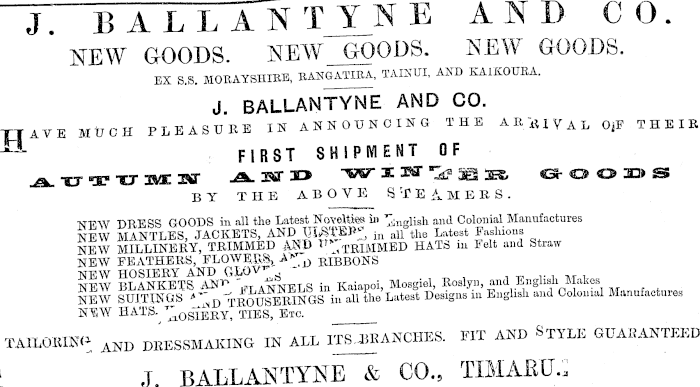 J. BALLANTYNE AND CO.
NEW GOODS. NEW GOODS. NEW GOODS.
EX S.S. MORAYSHIRE, RANGATIRA, TAINUI, AND KAIKOURA.
J. BALLANTYNE AND CO.
HAVE MUCH PLEASURE IN ANNOUNCING THE ARRIVAL OF THEIR
FIRST SHIPMENT OF
AUTUMN AND WINTER GOODS
BY THE ABOVE STEAMERS.
NEW DRESS GOODS in all the Latest Novelties in English and Colonial Manufactures
NEW MANTLES, JACKETS, AND ULSTERS, in all the Latest Fashions
NEW MILLINERY, TRIMMED AND UNTRIMMED HATS in Felt and Straw
NEW FEATHERS, FLOWERS, AND RIBBONS
NEW HOSIERY AND GLOVES
NEW BLANKETS AND FLANNELS in Kaiapoi, Mosgiel, Roslyn, and English Makes
NEW SUITINGS AND TROUSERINGS in all the Latest Designs in English and Colonial Manufactures
NEW HATS. HOSIERY, TIES, ETC.
TAILORING AND DRESSMAKING IN ALL ITS BRANCHES. FIT AND STYLE GUARANTEED
J. BALLANTYNE & CO., TIMARU.